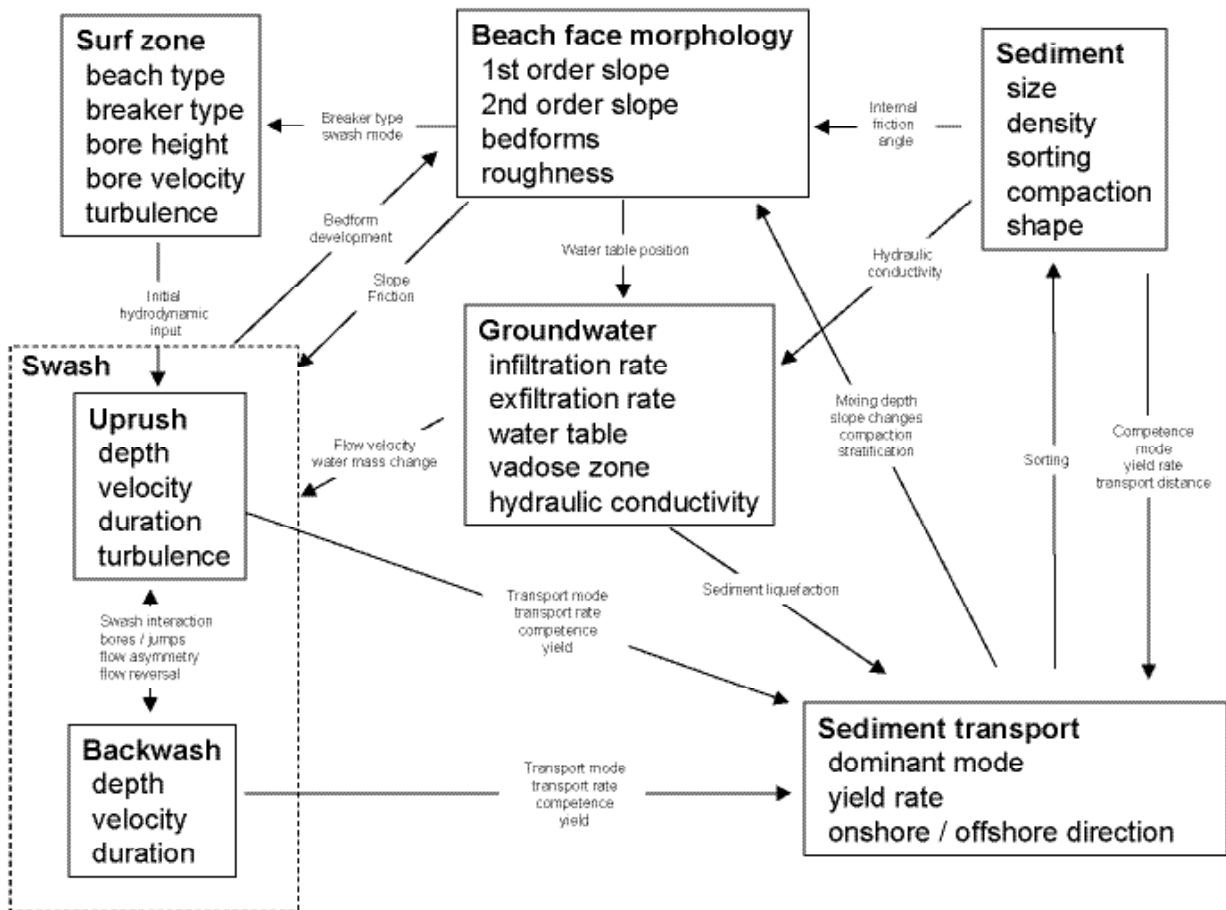 Surf zone
beach type
breaker type
bore height
bore velocity
turbulence
Breaker type
swash mode
Beach face morphology
1st order slope
2nd order slope
bedforms
roughness
Internal
friction
angle
Sediment
size
density
sorting
compaction
shape
Bedform
development
Slope
Friction
Water table position
Hydraulic
conductivity
Initial
hydrodynamic
input
Swash
Uprush
depth
velocity
duration
turbulence
Flow velocity
water mass change
Groundwater
infiltration rate
exfiltration rate
water table
vadose zone
hydraulic conductivity
Mixing depth
slope changes
compaction
stratification
Sorting
Competence
mode
yield rate
transport distance
Swash interaction
bores / jumps
flow asymmetry
flow reversal
Transport mode
transport rate
competence
yield
Sediment liquefaction
Backwash
depth
velocity
duration
Transport mode
transport rate
competence
yield
Sediment transport
dominant mode
yield rate
onshore / offshore direction